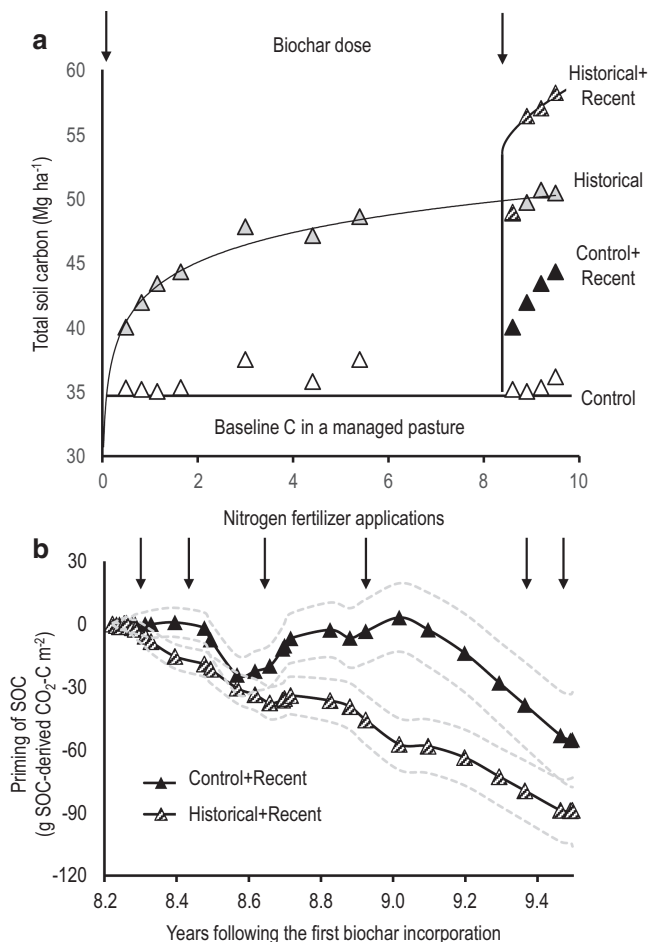 a
Biochar dose
Total soil carbon (Mg ha-1)
60
55
50
45
40
35
30
Historical+
Recent
Historical
Control+
Recent
Control
Baseline C in a managed pasture
0
2
4
6
8
10
Nitrogen fertilizer applications
b
Priming of SOC
(g SOC-derived CO2-C m-2)
30
0
-30
-60
-90
-120
Control+Recent
Historical+Recent
8.2
8.4
8.6
8.8
9.0
9.2
9.4
Years following the first biochar incorporation